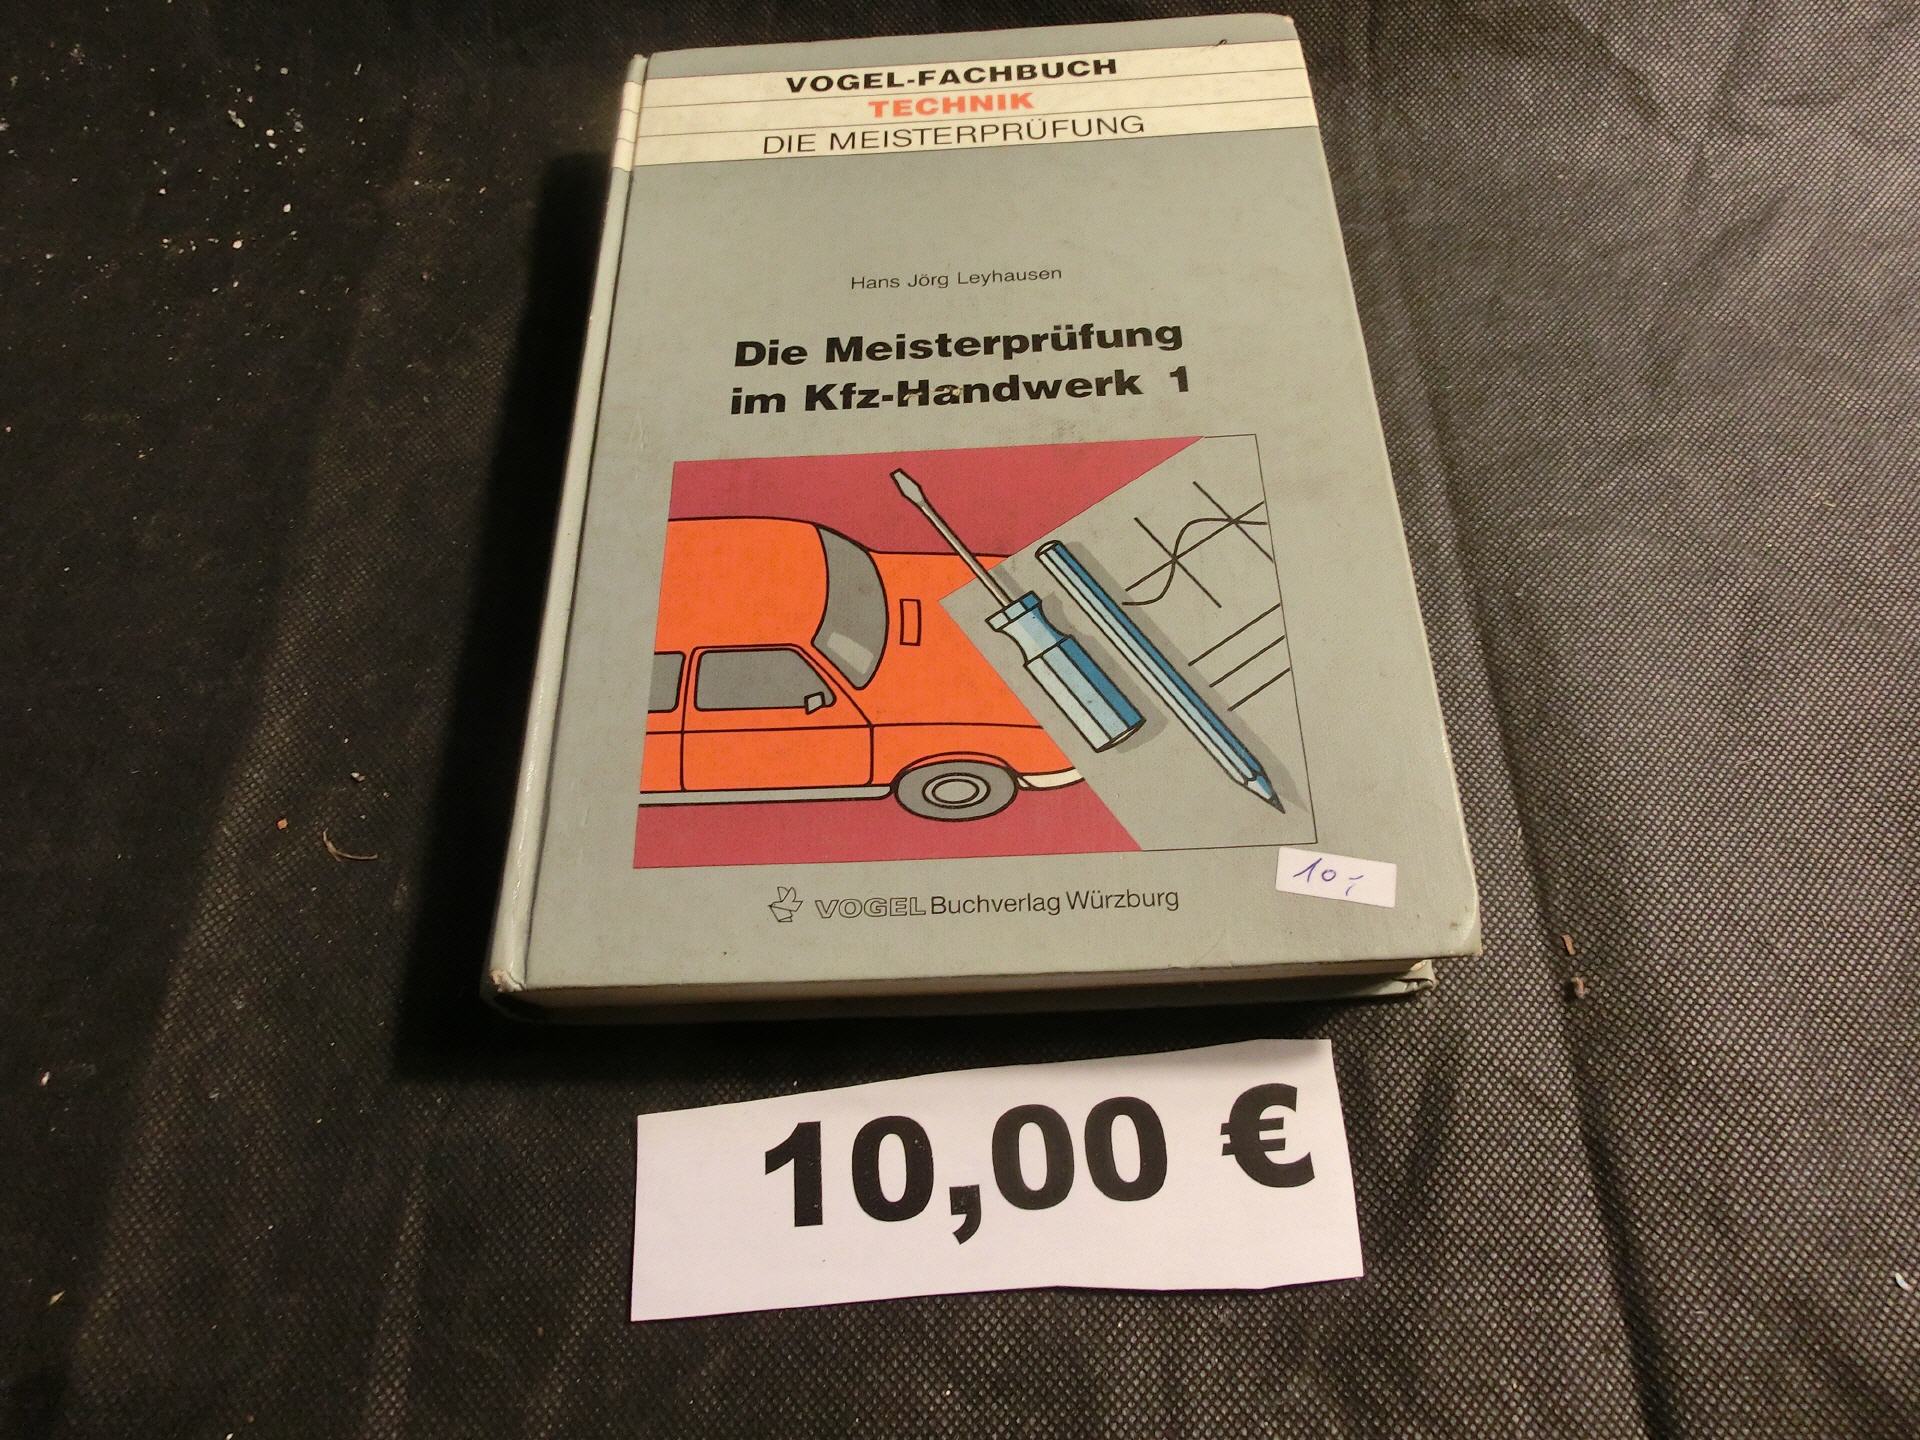 VOGEL-FACHBUCH
TECHNIK
DIE MEISTERPRÜFUNG
Hans Jörg Leyhausen
Die Meisterprüfung
im Kfz-Handwerk 1
VOGEL Buchverlag Würzburg
10,-
10,00 €